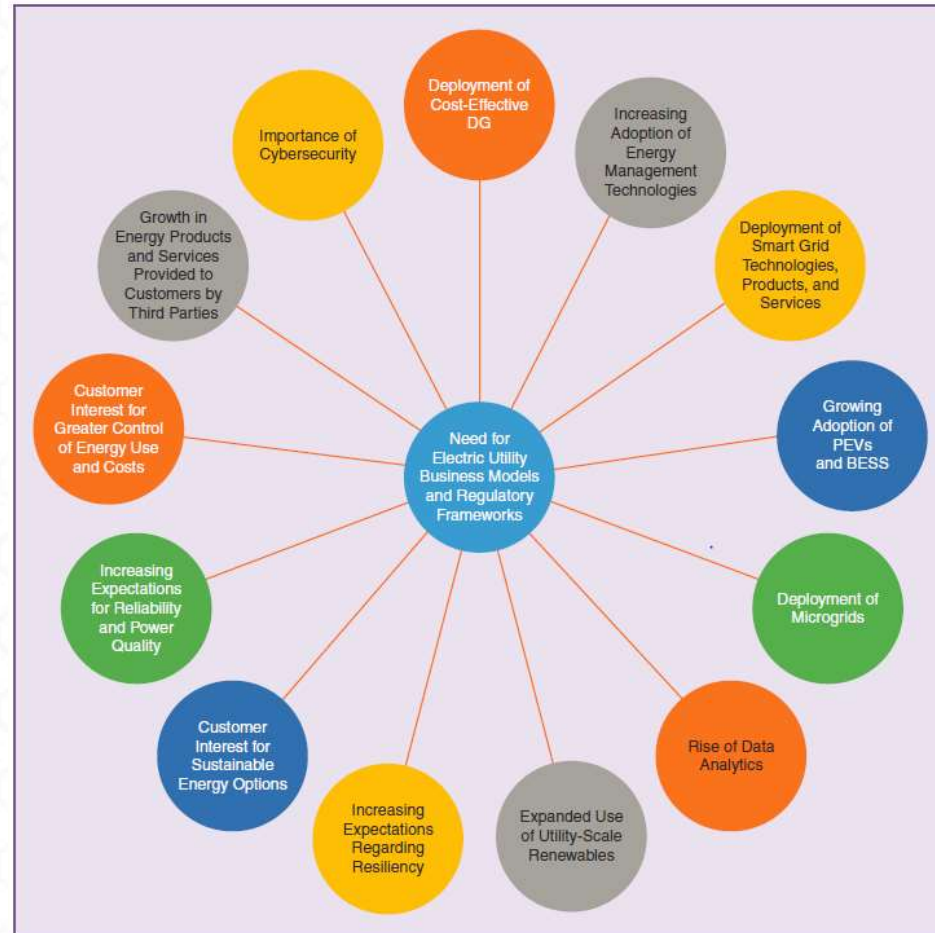 Deployment of
Cost-Effective
DG
Increasing
Adoption of
Energy
Management
Technologies
Deployment of
Smart Grid
Technologies,
Products, and
Services
Growing
Adoption of
PEVs
and BESS
Deployment of
Microgrids
Rise of Data
Analytics
Expanded Use
of Utility-Scale
Renewables
Increasing
Expectations
Regarding
Resiliency
Customer
Interest for
Sustainable
Energy Options
Increasing
Expectations
for Reliability
and Power
Quality
Customer
Interest for
Greater Control
of Energy Use
and Costs
Growth in
Energy Products
and Services
Provided to
Customers by
Third Parties
Importance of
Cybersecurity
Need for
Electric Utility
Business Models
and Regulatory
Frameworks